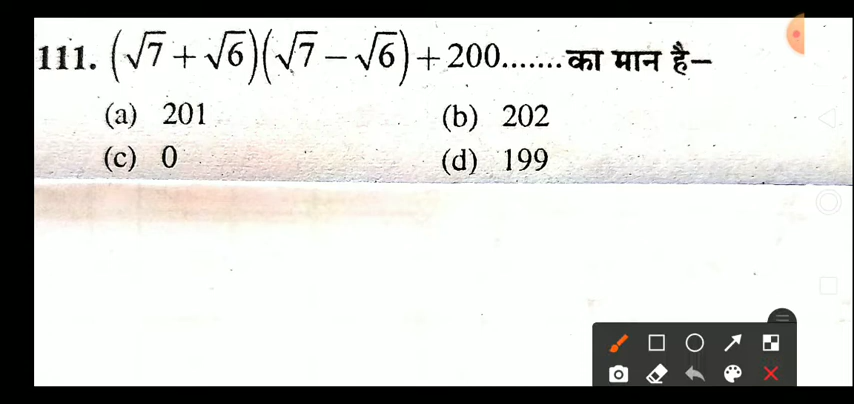 111. (√7 + √6)(√7 − √6) + 200.......का मान है–
(a) 201 (b) 202
(c) 0 (d) 199